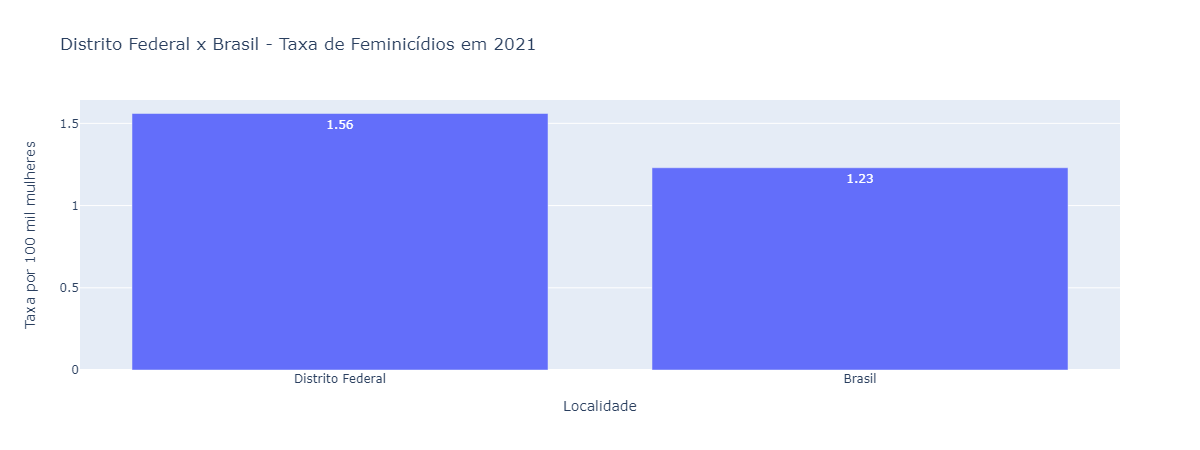 Distrito Federal x Brasil - Taxa de Feminicídios em 2021
Taxa por 100 mil mulheres
1.5
1
0.5
0
1.56
1.23
Distrito Federal
Brasil
Localidade